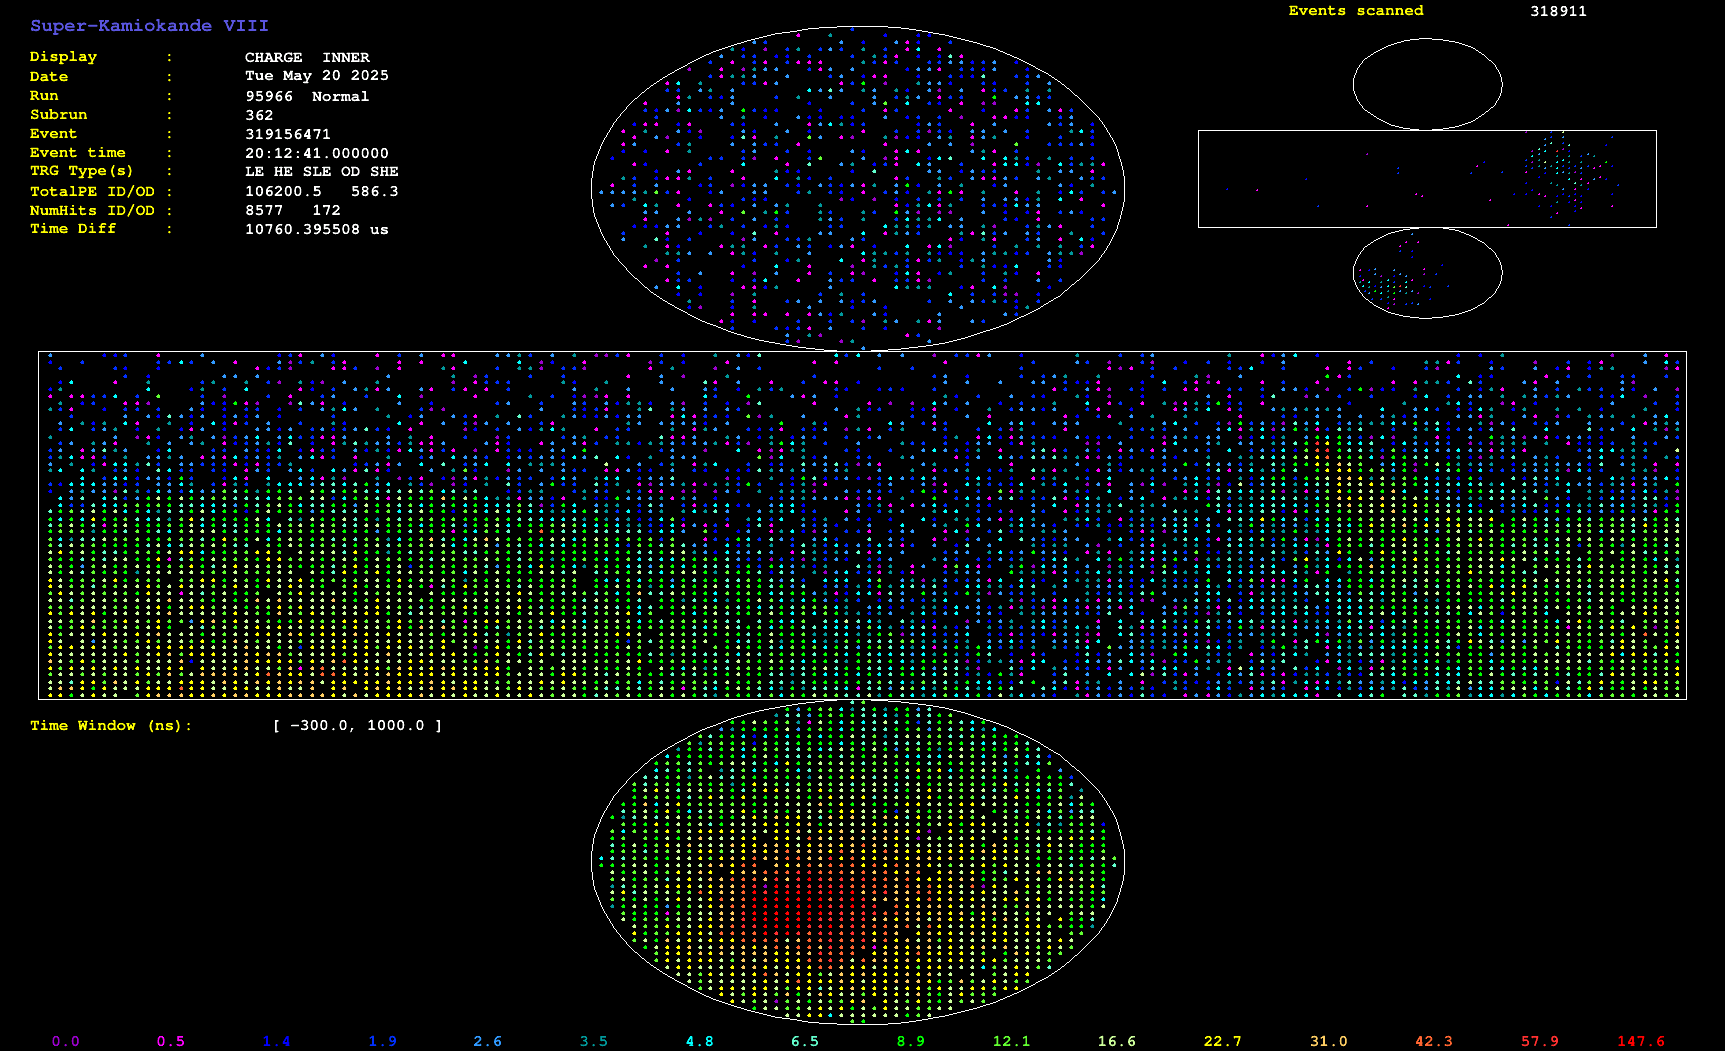 Super-Kamiokande VIII
Display : CHARGE INNER
Date : Tue May 20 2025
Run : 95966 Normal
Subrun : 362
Event : 319156471
Event time : 20:12:41.000000
TRG Type(s) : LE HE SLE OD SHE
TotalPE ID/OD : 106200.5 586.3
NumHits ID/OD : 8577 172
Time Diff : 10760.395508 us
Events scanned 318911
Time Window (ns): [ -300.0, 1000.0 ]
0.0 0.5 1.4 1.9 2.6 3.5 4.8 6.5 8.9 12.1 16.6 22.7 31.0 42.3 57.9 147.6